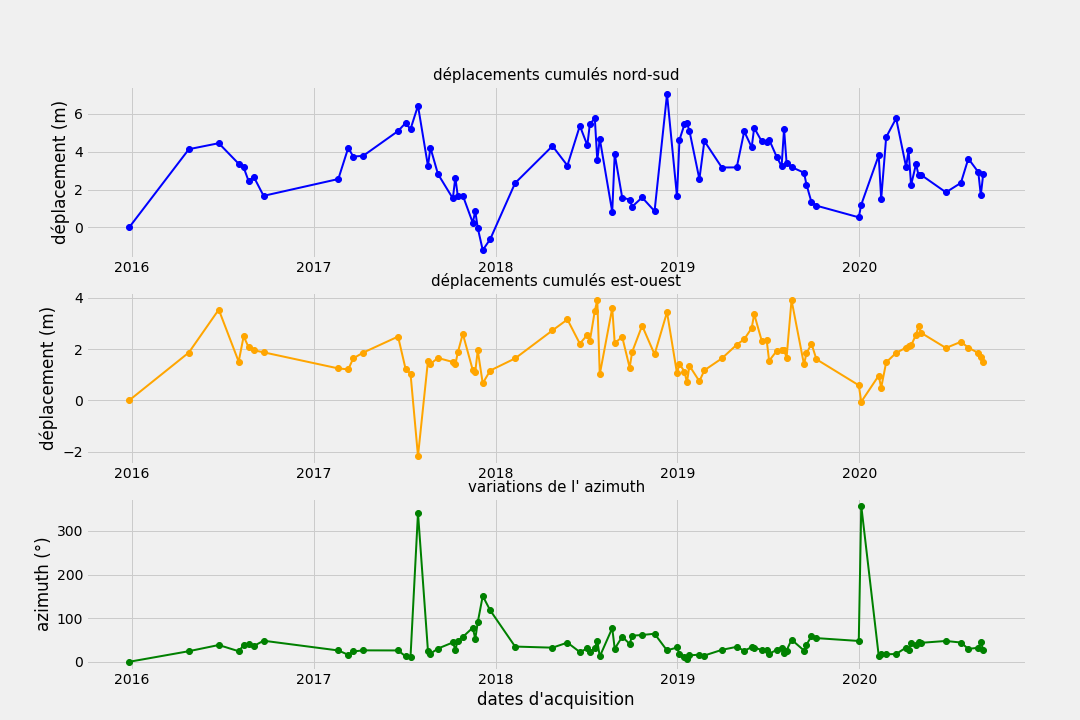 déplacements cumulés nord-sud
déplacement (m)
6
4
2
0
2016 2017 2018 2019 2020
déplacements cumulés est-ouest
déplacement (m)
4
2
0
−2
2016 2017 2018 2019 2020
variations de l' azimuth
azimuth (°)
300
200
100
0
2016 2017 2018 2019 2020
dates d'acquisition